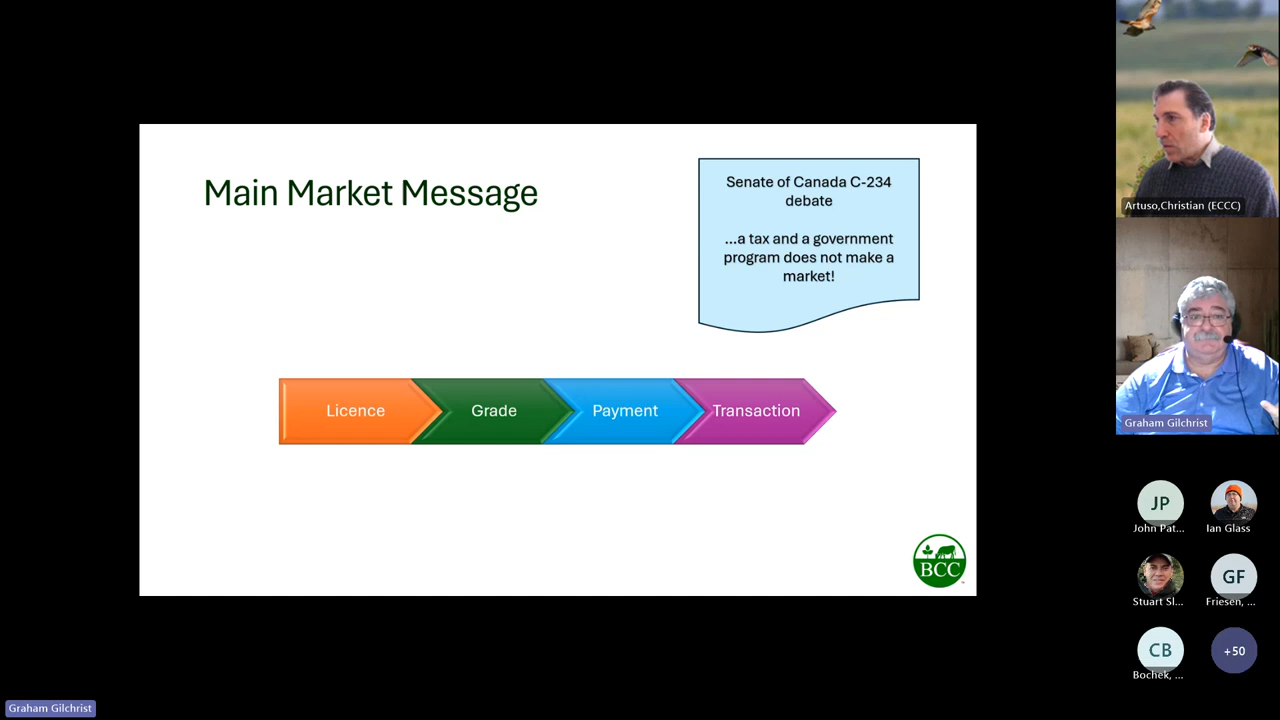 Main Market Message
Senate of Canada C-234
debate
...a tax and a government
program does not make a
market!
Licence
Grade
Payment
Transaction
BCC
Artuso,Christian (ECCC)
Graham Gilchrist
JP
John Pat...
Ian Glass
Stuart Sl...
GF
Friesen, ...
CB
Bochek, ...
+50
Graham Gilchrist